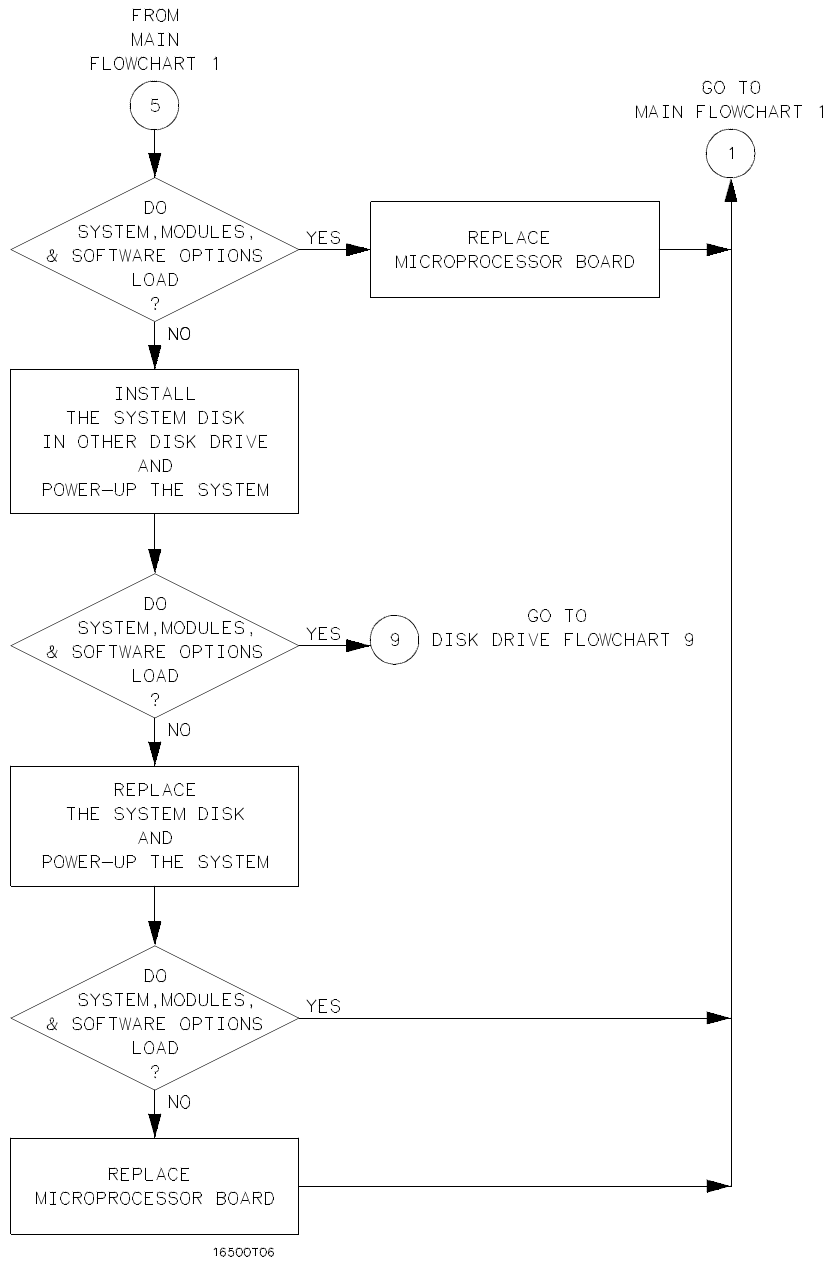 FROM
MAIN
FLOWCHART 1
5
GO TO
MAIN FLOWCHART 1
1
DO
SYSTEM,MODULES,
& SOFTWARE OPTIONS
LOAD
?
YES
REPLACE
MICROPROCESSOR BOARD
NO
INSTALL
THE SYSTEM DISK
IN OTHER DISK DRIVE
AND
POWER-UP THE SYSTEM
DO
SYSTEM,MODULES,
& SOFTWARE OPTIONS
LOAD
?
YES
9
GO TO
DISK DRIVE FLOWCHART 9
NO
REPLACE
THE SYSTEM DISK
AND
POWER-UP THE SYSTEM
DO
SYSTEM,MODULES,
& SOFTWARE OPTIONS
LOAD
?
YES
NO
REPLACE
MICROPROCESSOR BOARD
16500T06